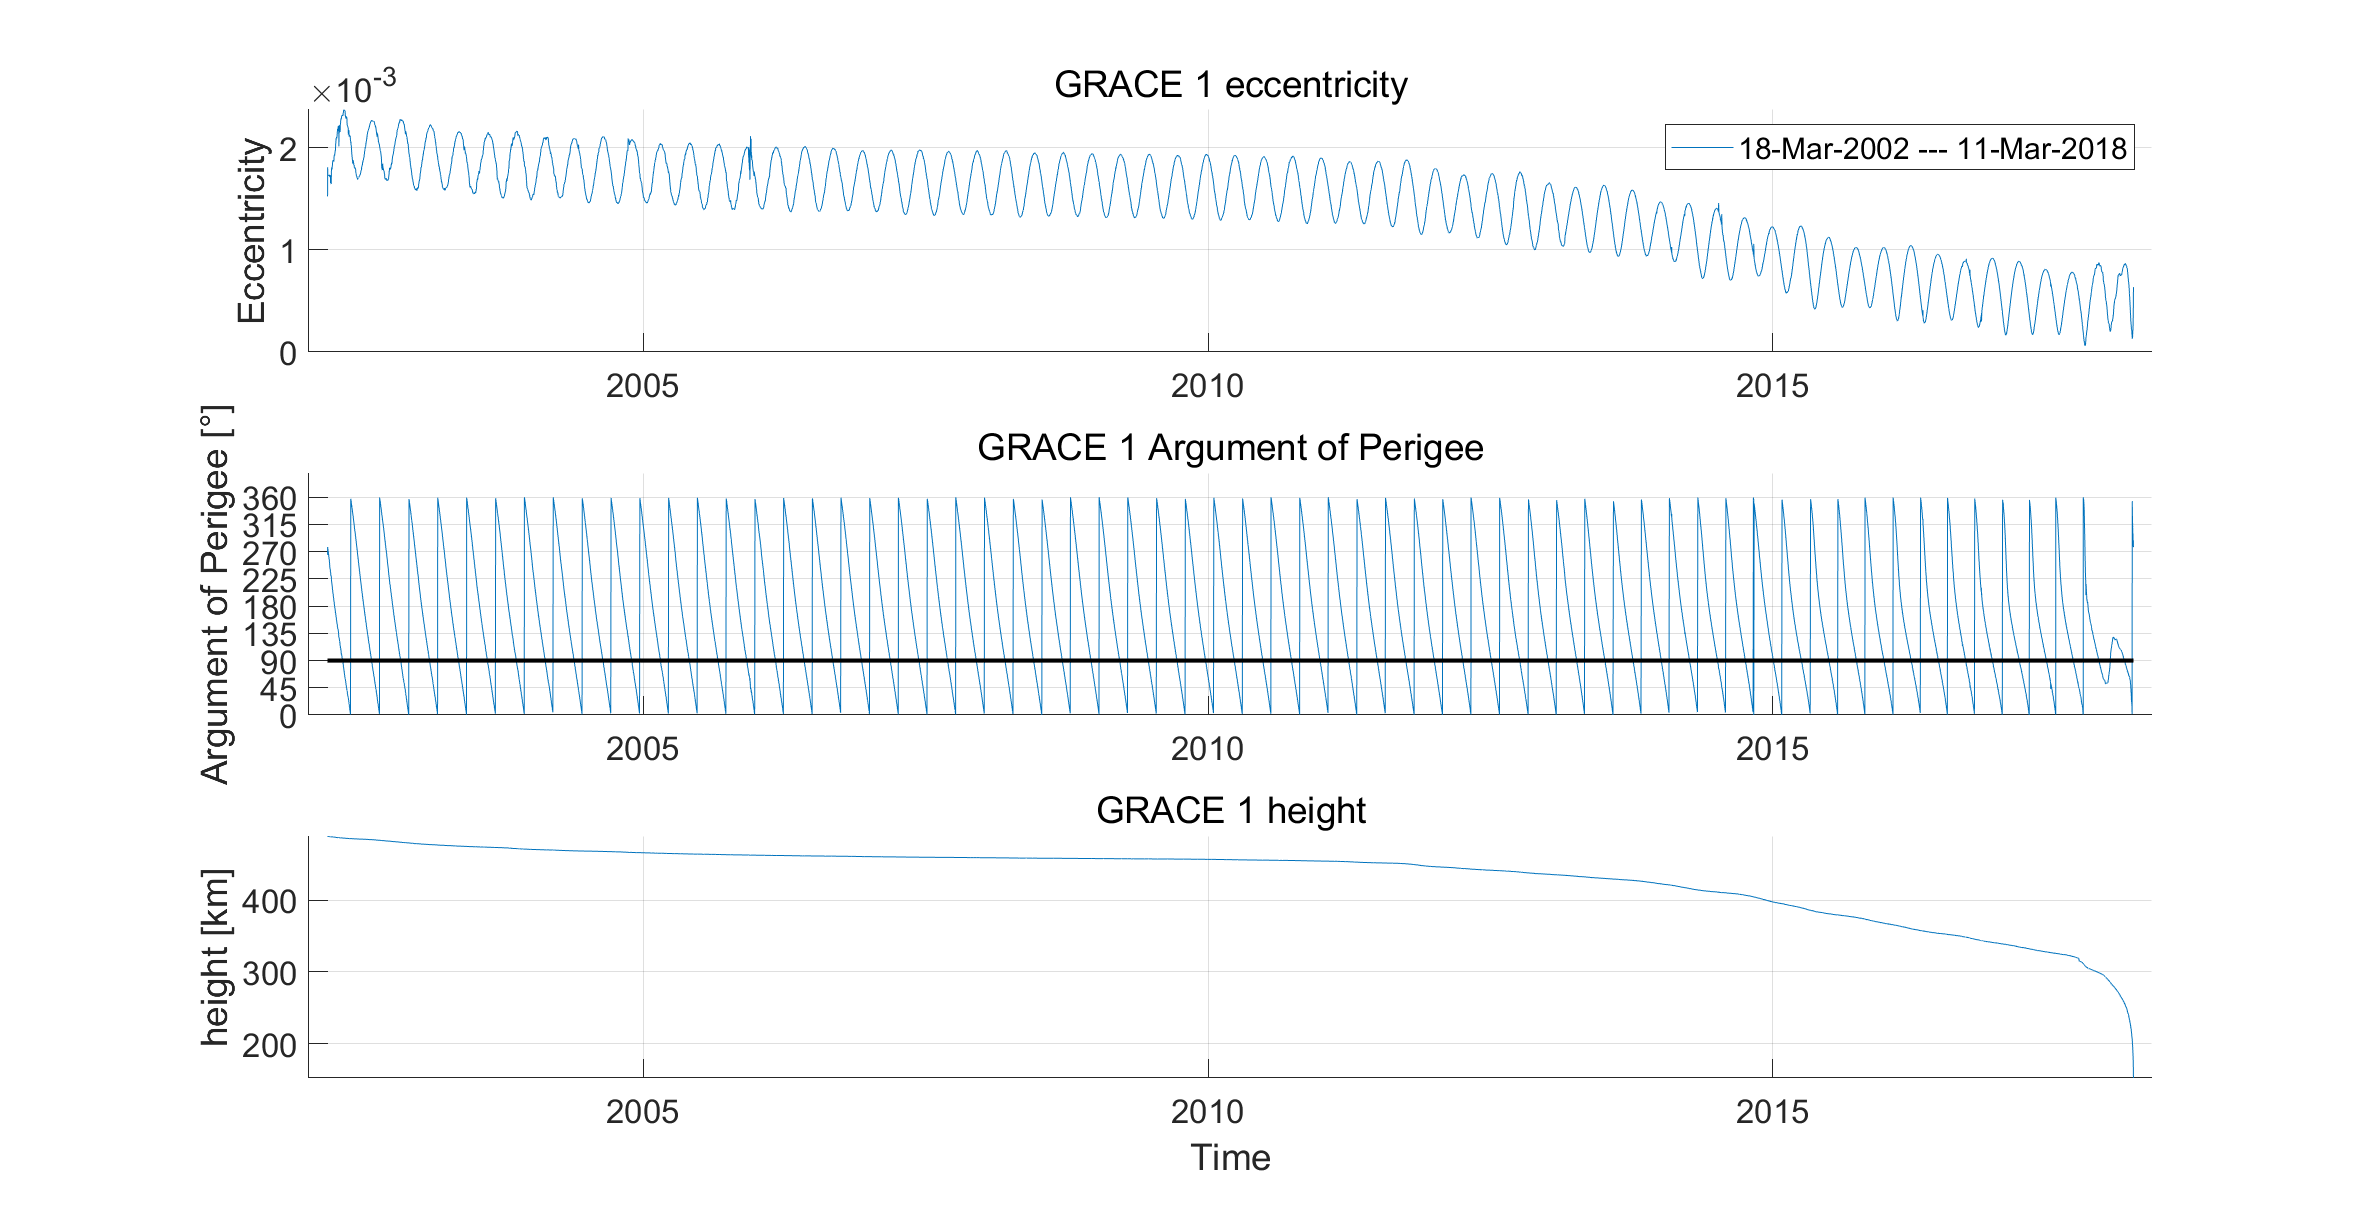 GRACE 1 eccentricity
×10-3
Eccentricity
2
1
0
18-Mar-2002 --- 11-Mar-2018
2005 2010 2015
GRACE 1 Argument of Perigee
Argument of Perigee [°]
360
315
270
225
180
135
90
45
0
2005 2010 2015
GRACE 1 height
height [km]
400
300
200
2005 2010 2015
Time